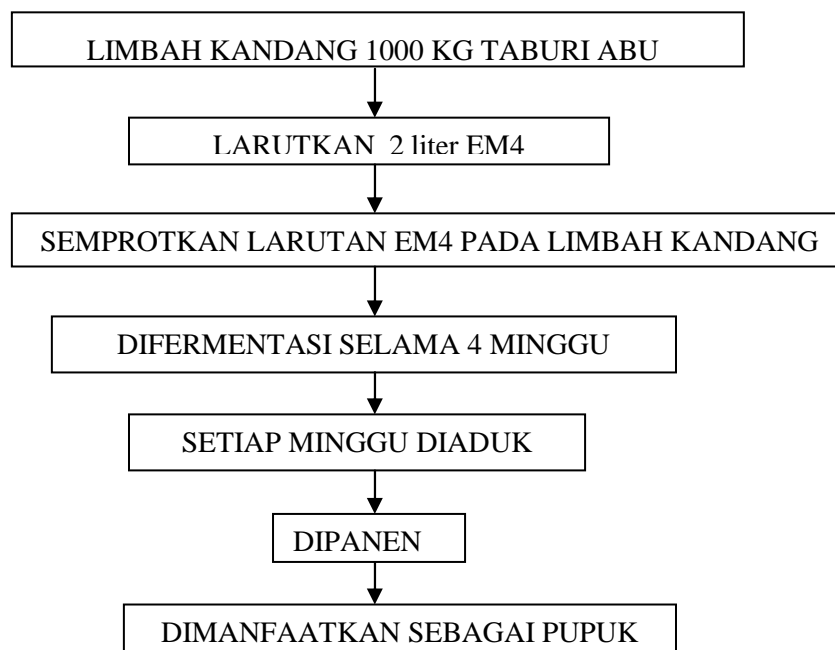 LIMBAH KANDANG 1000 KG TABURI ABU
LARUTKAN 2 liter EM4
SEMPROTKAN LARUTAN EM4 PADA LIMBAH KANDANG
DIFERMENTASI SELAMA 4 MINGGU
SETIAP MINGGU DIADUK
DIPANEN
DIMANFAATKAN SEBAGAI PUPUK